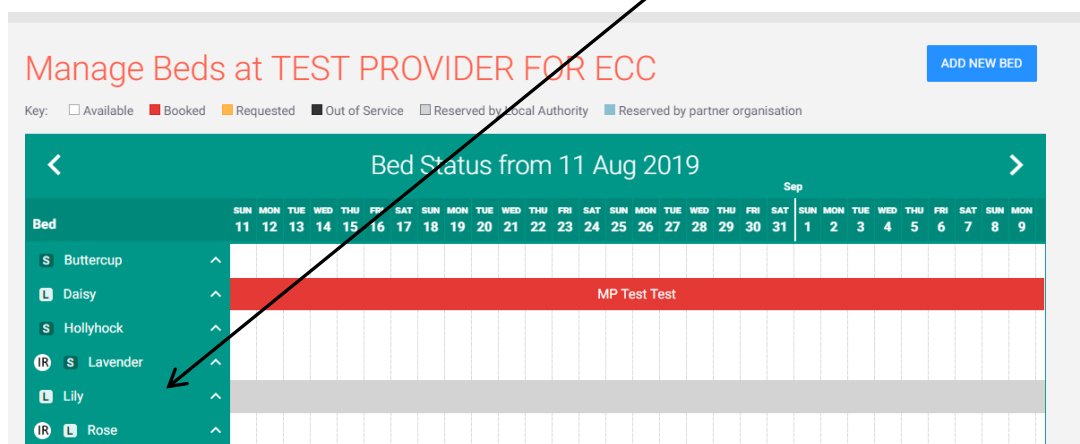 Manage Beds at TEST PROVIDER FOR ECC
ADD NEW BED
Key: Available Booked Requested Out of Service Reserved by Local Authority Reserved by partner organisation
Bed Status from 11 Aug 2019
Sep
SUN MON TUE WED THU FRI SAT SUN MON TUE WED THU FRI SAT SUN MON TUE WED THU FRI SAT SUN MON TUE WED THU FRI SAT SUN MON
Bed 11 12 13 14 15 16 17 18 19 20 21 22 23 24 25 26 27 28 29 30 31 1 2 3 4 5 6 7 8 9
S Buttercup
L Daisy MP Test Test
S Hollyhock
IR S Lavender
L Lily
IR L Rose